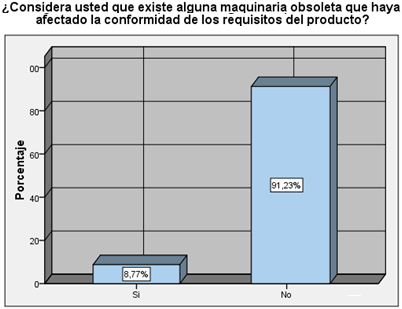 ¿Considera usted que existe alguna maquinaria obsoleta que haya
afectado la conformidad de los requisitos del producto?
Porcentaje
00
80
60
40
20
0
8,77%
91,23%
Si
No